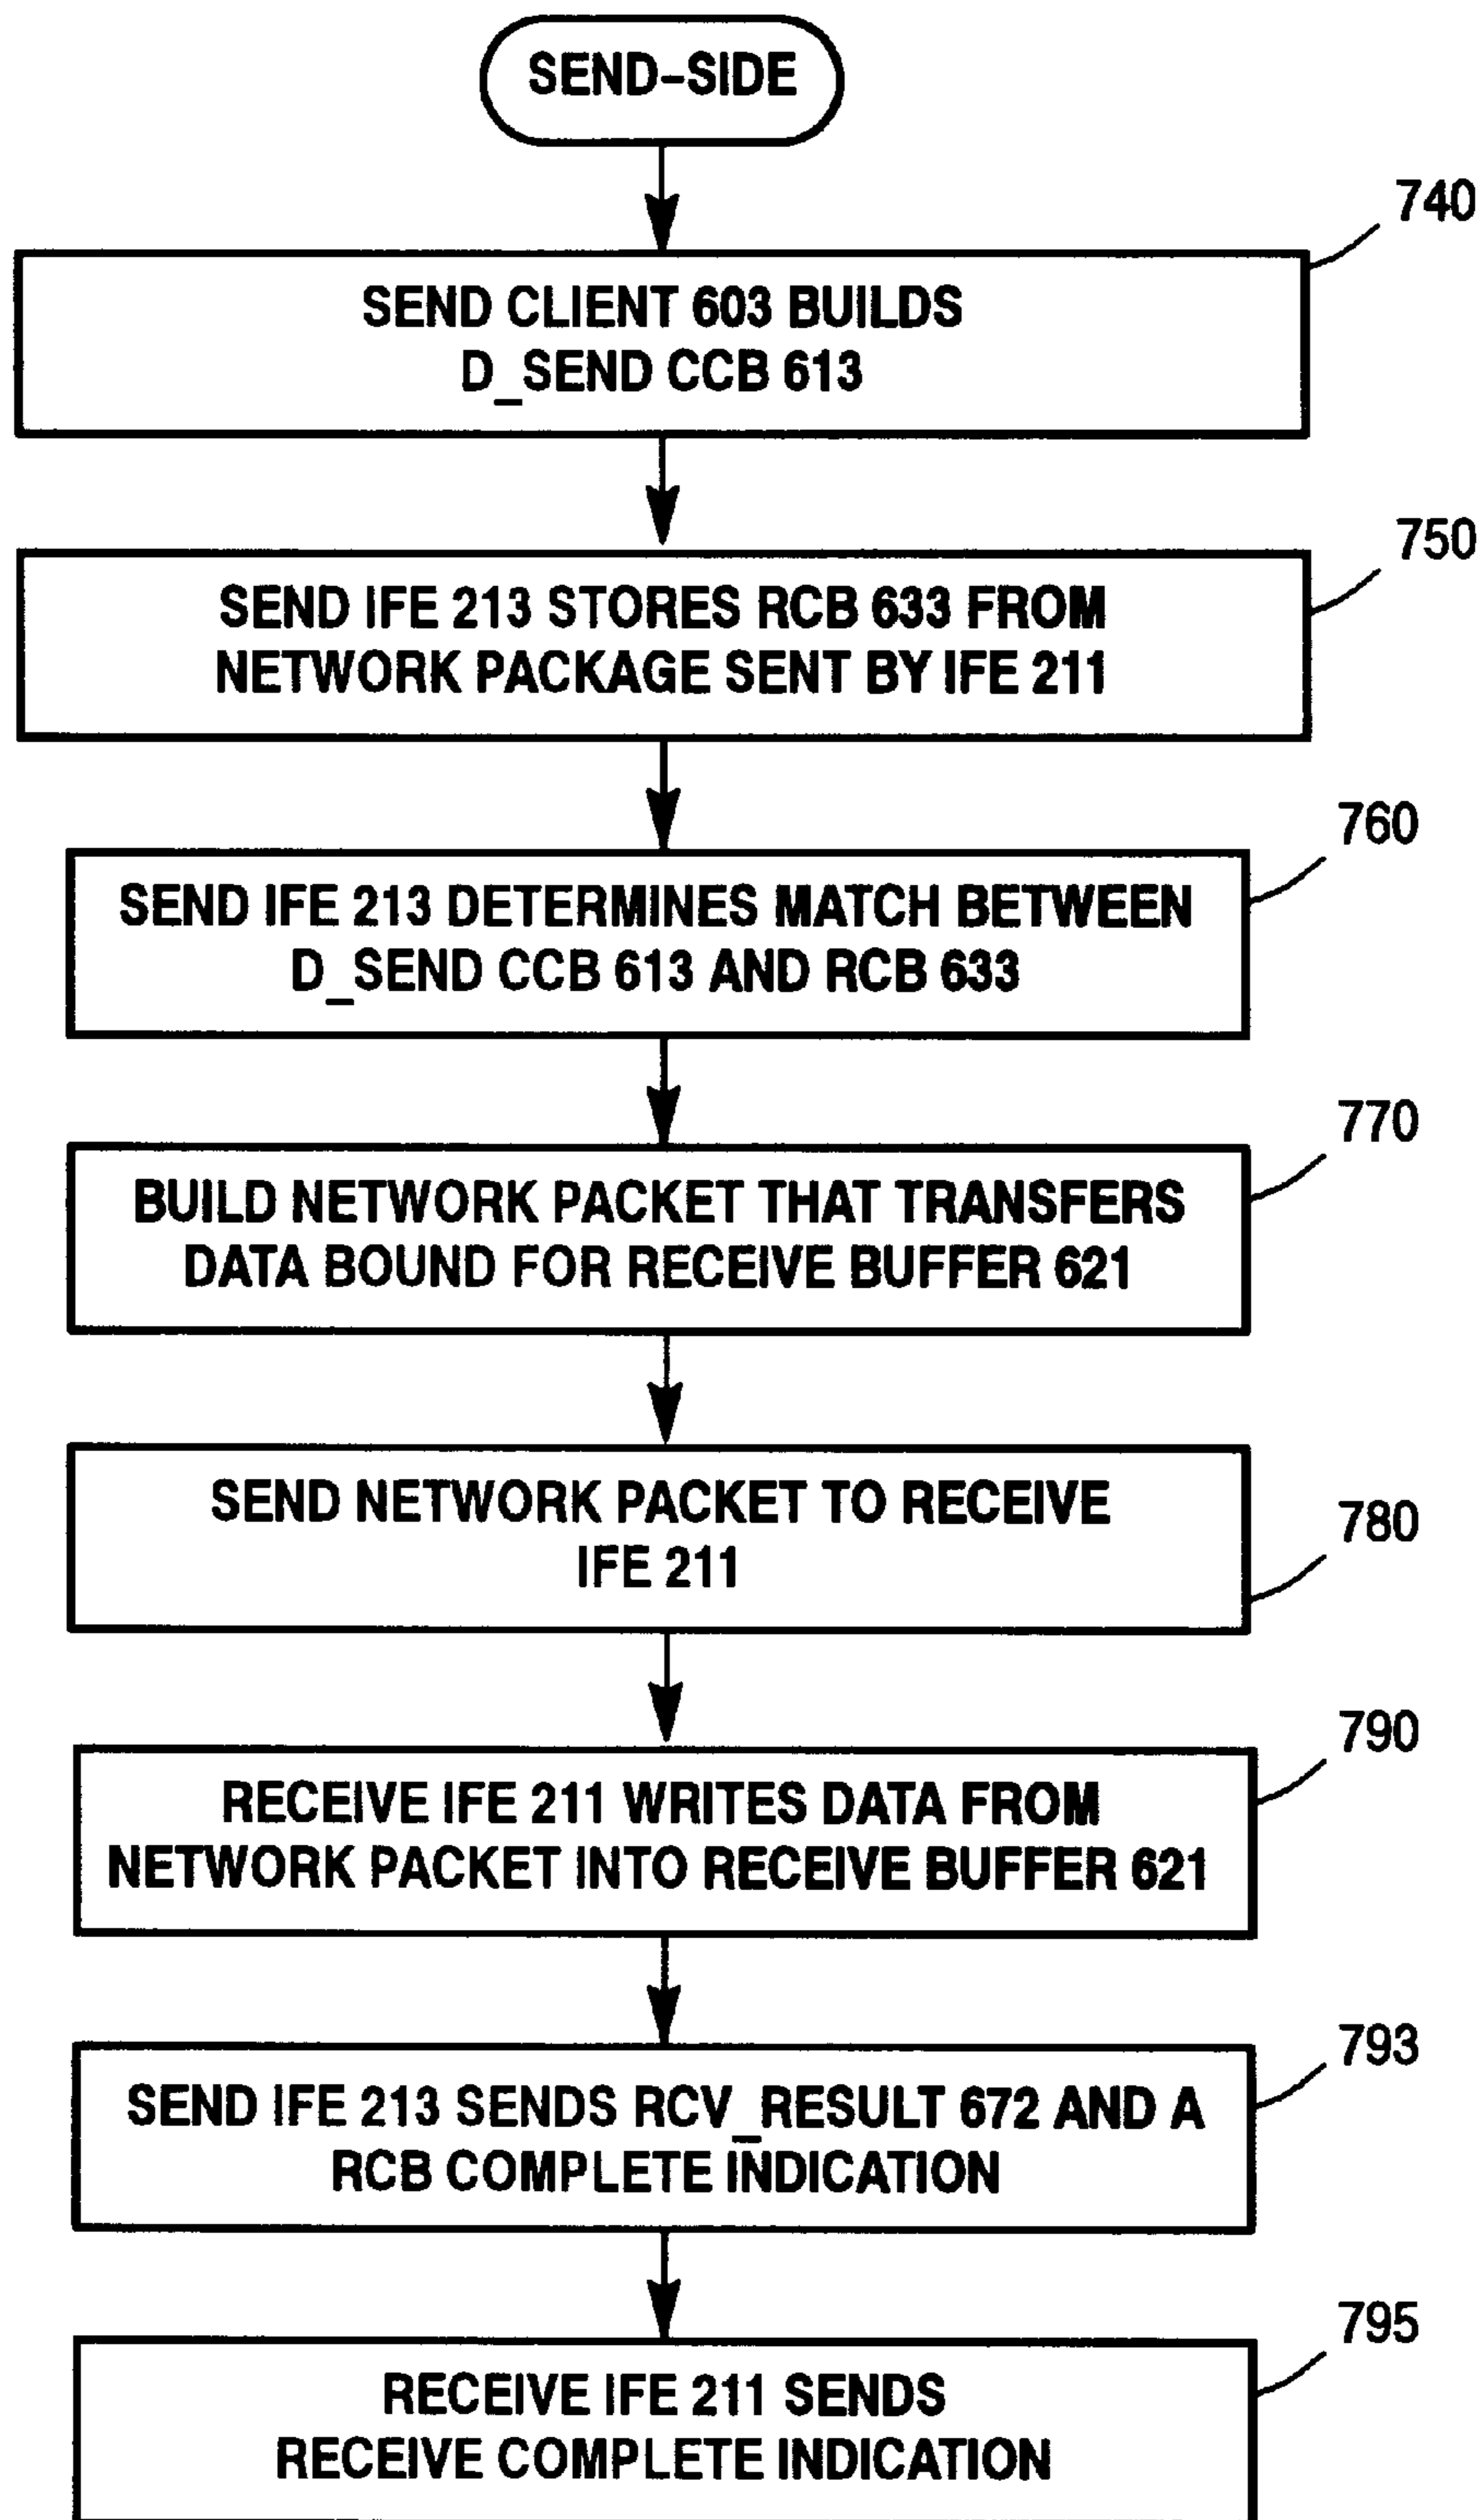 SEND-SIDE
740
SEND CLIENT 603 BUILDS
D_SEND CCB 613
750
SEND IFE 213 STORES RCB 633 FROM
NETWORK PACKAGE SENT BY IFE 211
760
SEND IFE 213 DETERMINES MATCH BETWEEN
D_SEND CCB 613 AND RCB 633
770
BUILD NETWORK PACKET THAT TRANSFERS
DATA BOUND FOR RECEIVE BUFFER 621
SEND NETWORK PACKET TO RECEIVE
IFE 211
780
790
RECEIVE IFE 211 WRITES DATA FROM
NETWORK PACKET INTO RECEIVE BUFFER 621
793
SEND IFE 213 SENDS RCV_RESULT 672 AND A
RCB COMPLETE INDICATION
795
RECEIVE IFE 211 SENDS
RECEIVE COMPLETE INDICATION